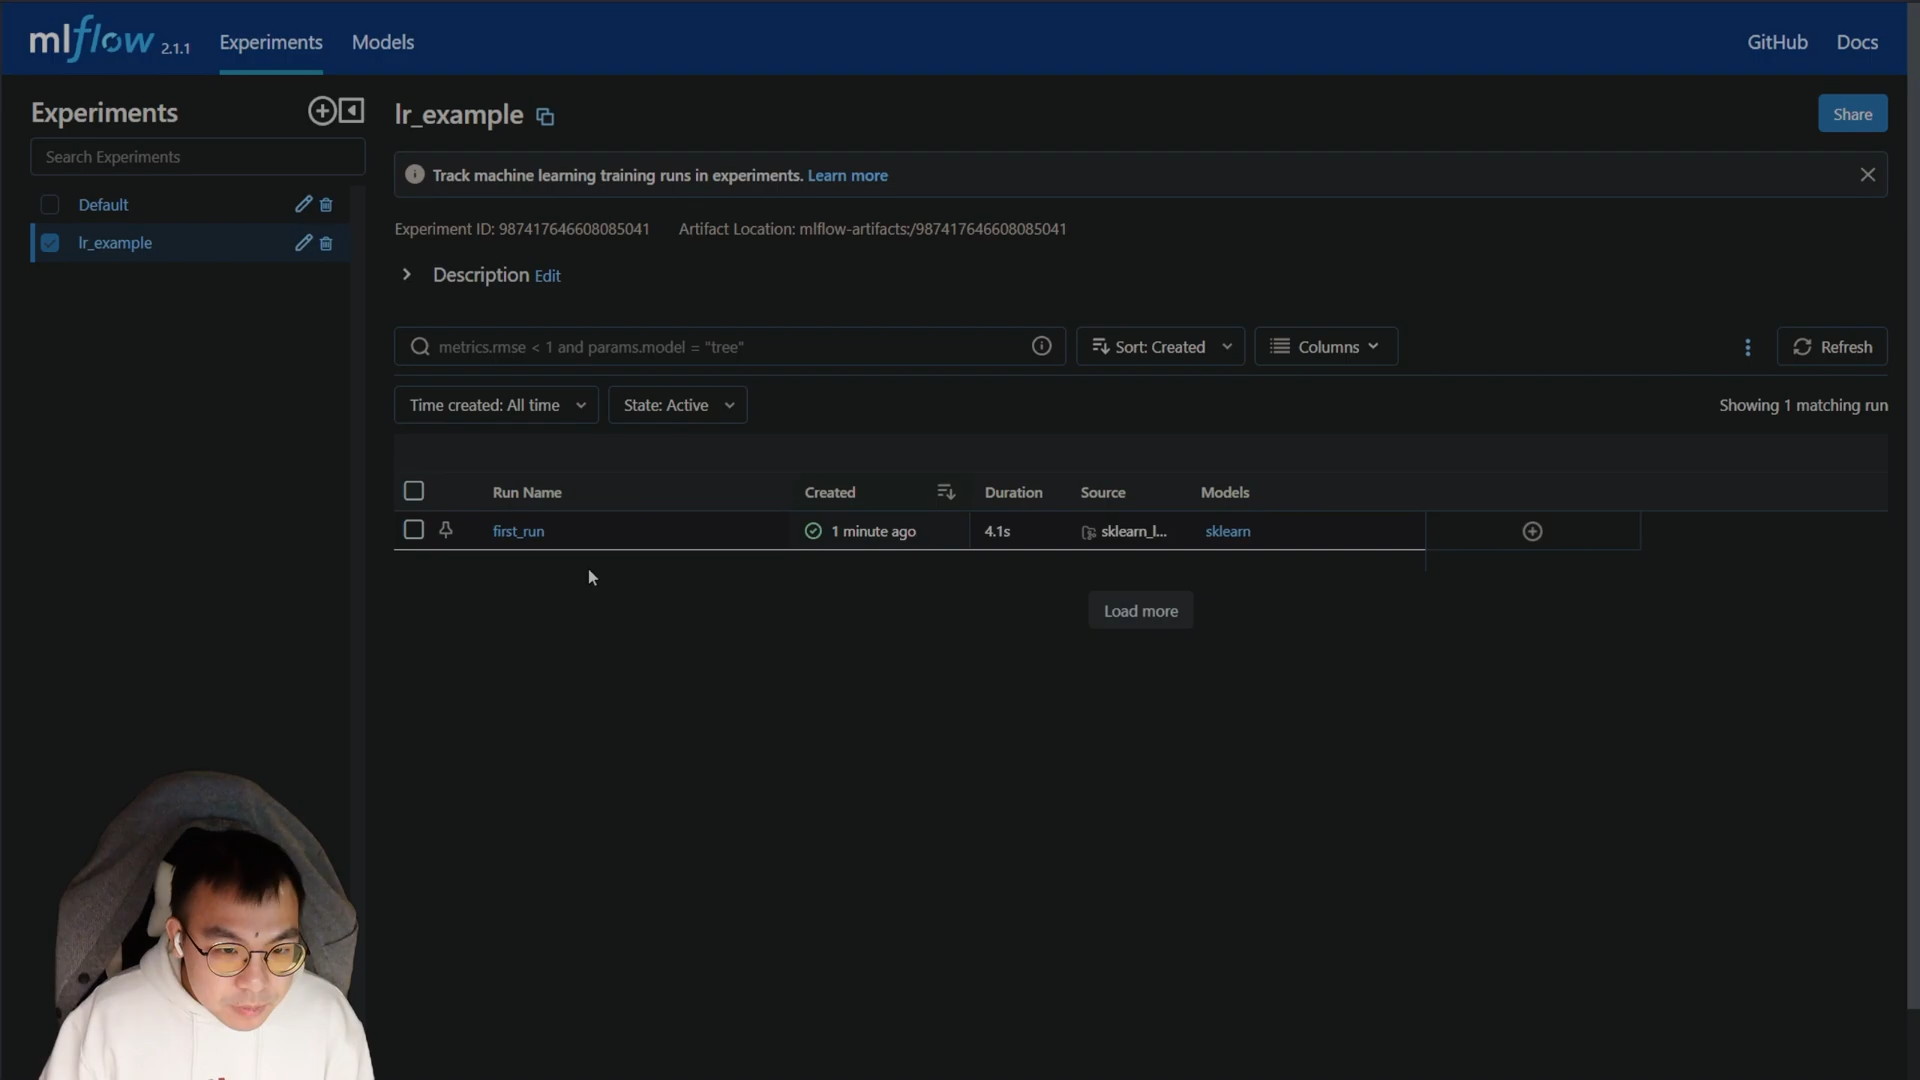 mlflow 2.1.1 Experiments Models GitHub Docs
Experiments
Search Experiments
Default
lr_example
lr_example Share
Track machine learning training runs in experiments. Learn more
Experiment ID: 987417646608085041 Artifact Location: mlflow-artifacts:/987417646608085041
Description Edit
metrics.rmse < 1 and params.model = "tree" Sort: Created Columns Refresh
Time created: All time State: Active Showing 1 matching run
Run Name Created Duration Source Models
first_run 1 minute ago 4.1s sklearn_l... sklearn
Load more